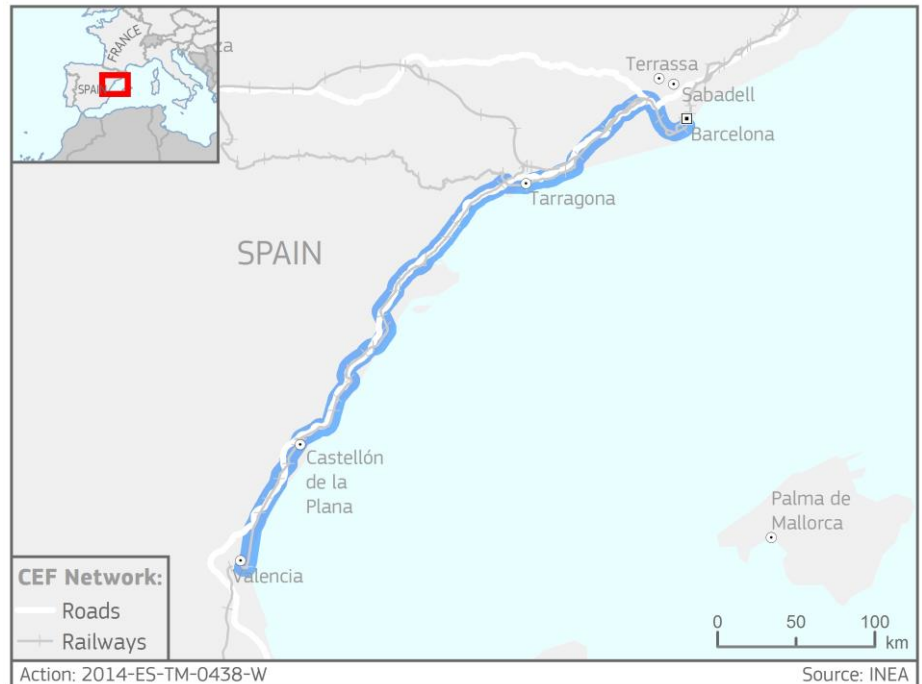 FRANCE
SPAIN
Terrassa
Sabadell
Barcelona
Tarragona
SPAIN
Castellón
de la
Plana
Palma de
Mallorca
Valencia
CEF Network:
Roads
Railways
0 50 100
km
Action: 2014-ES-TM-0438-W
Source: INEA